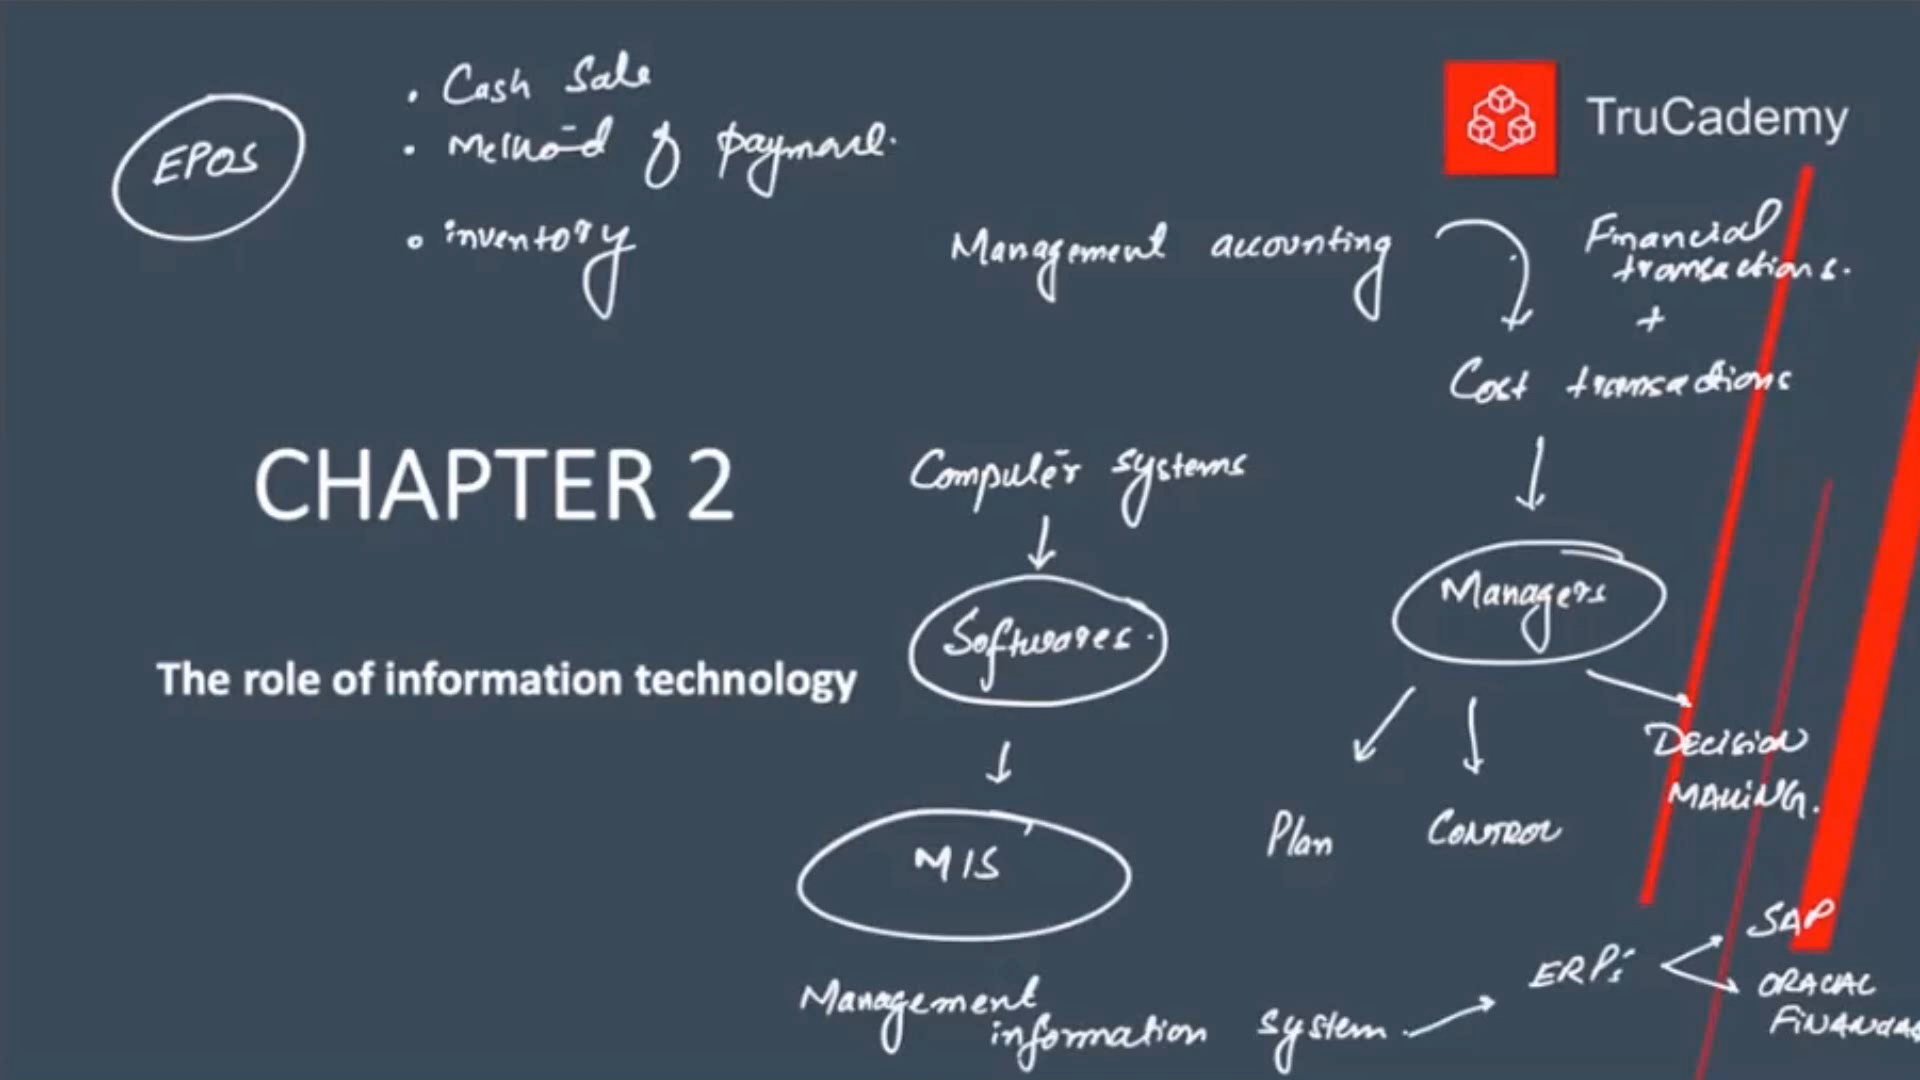 EPOS
• Cash Sale
• Method of payment.
• inventory
TruCademy
Management accounting
Financial
transactions.
+
Cost transactions
CHAPTER 2
The role of information technology
Computer systems
Softwares.
MIS
Management
information system.
Managers
Plan
CONTROL
DECISION
MAKING.
ERPs
SAP